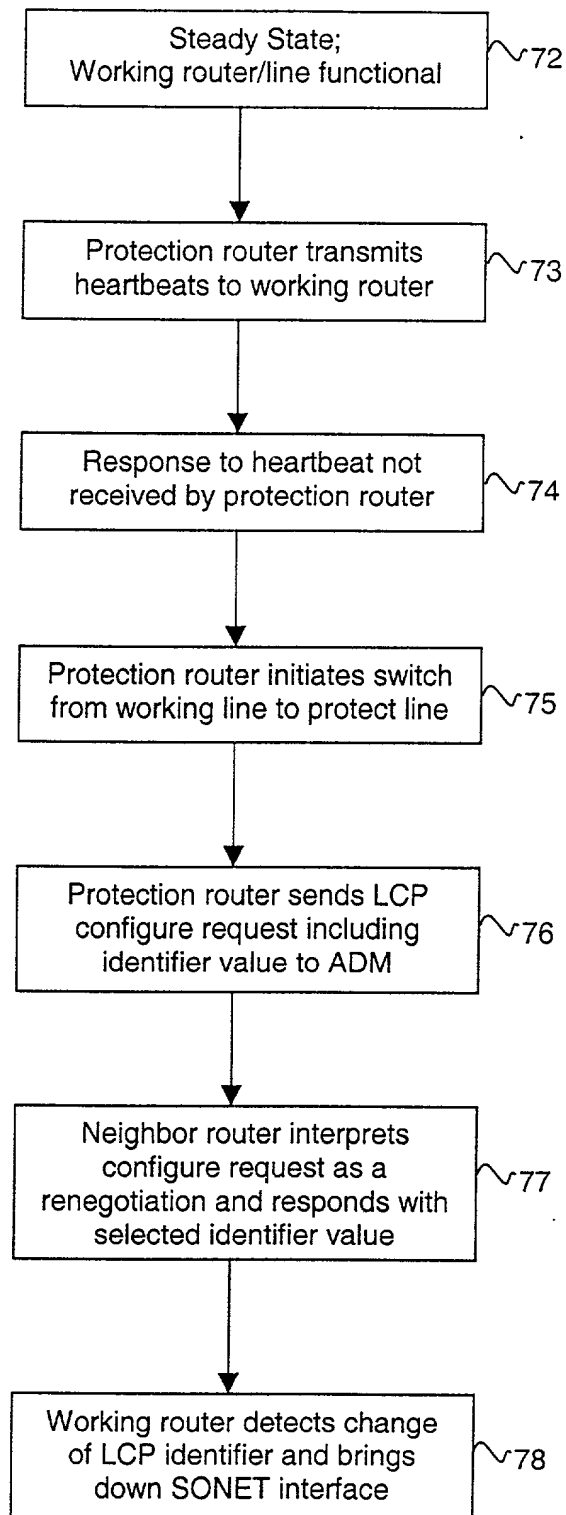 Steady State;
Working router/line functional
72
Protection router transmits
heartbeats to working router
73
Response to heartbeat not
received by protection router
74
Protection router initiates switch
from working line to protect line
75
Protection router sends LCP
configure request including
identifier value to ADM
76
Neighbor router interprets
configure request as a
renegotiation and responds with
selected identifier value
77
Working router detects change
of LCP identifier and brings
down SONET interface
78